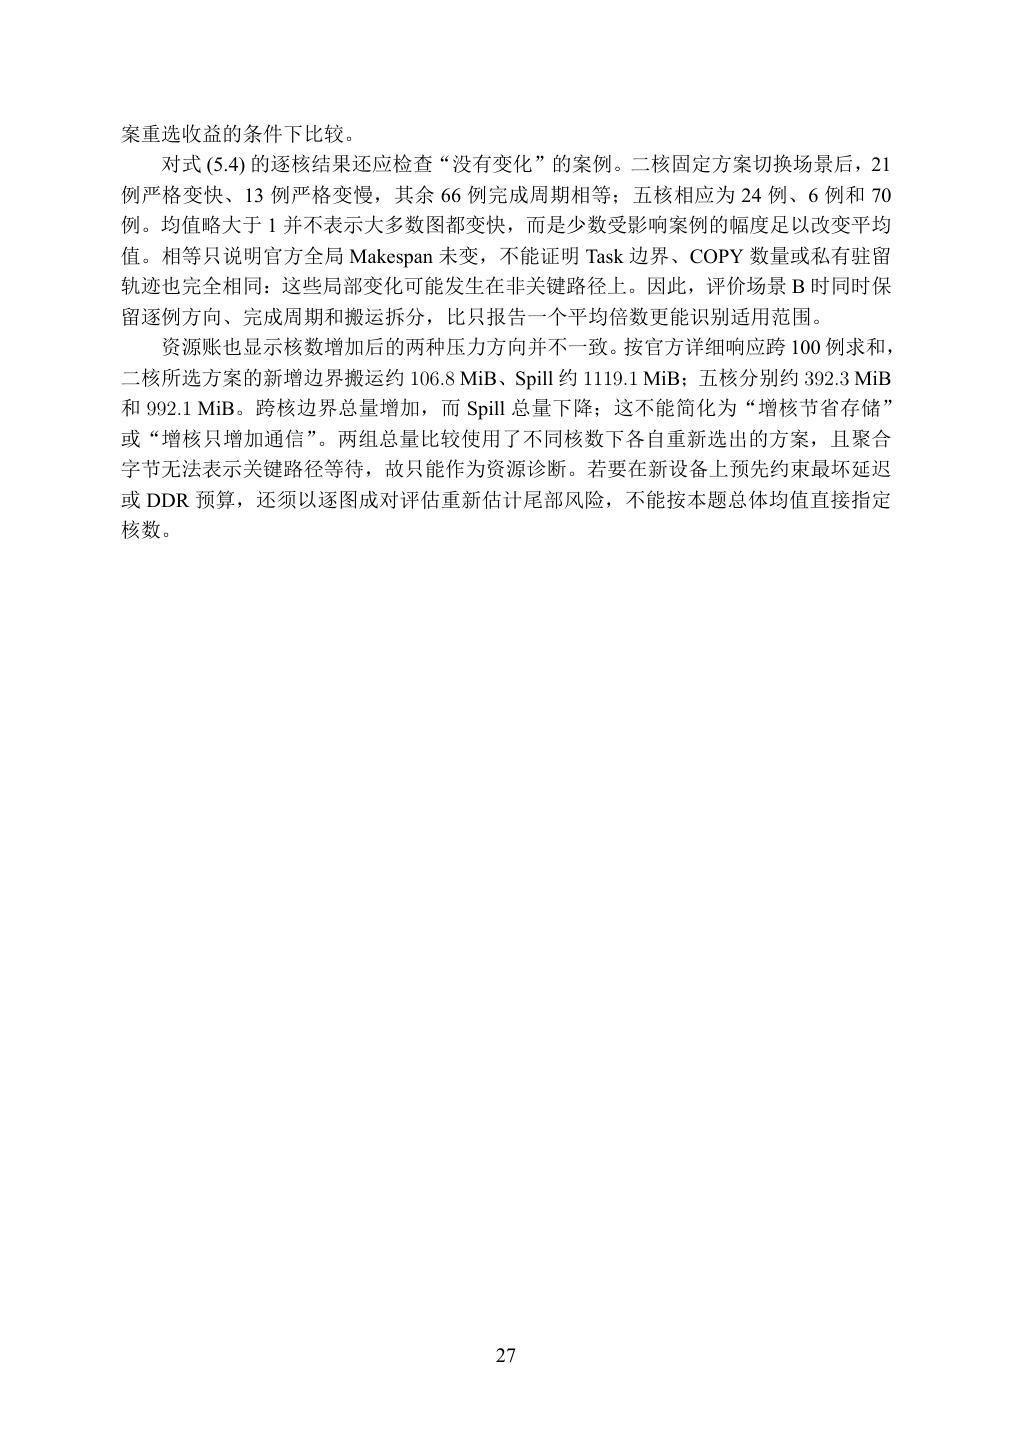 案重选收益的条件下比较。
对式 (5.4) 的逐核结果还应检查“没有变化”的案例。二核固定方案切换场景后，21
例严格变快、13 例严格变慢，其余 66 例完成周期相等；五核相应为 24 例、6 例和 70
例。均值略大于 1 并不表示大多数图都变快，而是少数受影响案例的幅度足以改变平均
值。相等只说明官方全局 Makespan 未变，不能证明 Task 边界、COPY 数量或私有驻留
轨迹也完全相同：这些局部变化可能发生在非关键路径上。因此，评价场景 B 时同时保
留逐例方向、完成周期和搬运拆分，比只报告一个平均倍数更能识别适用范围。
资源账也显示核数增加后的两种压力方向并不一致。按官方详细响应跨 100 例求和，
二核所选方案的新增边界搬运约 106.8 MiB、Spill 约 1119.1 MiB；五核分别约 392.3 MiB
和 992.1 MiB。跨核边界总量增加，而 Spill 总量下降；这不能简化为“增核节省存储”
或“增核只增加通信”。两组总量比较使用了不同核数下各自重新选出的方案，且聚合
字节无法表示关键路径等待，故只能作为资源诊断。若要在新设备上预先约束最坏延迟
或 DDR 预算，还须以逐图成对评估重新估计尾部风险，不能按本题总体均值直接指定
核数。
27